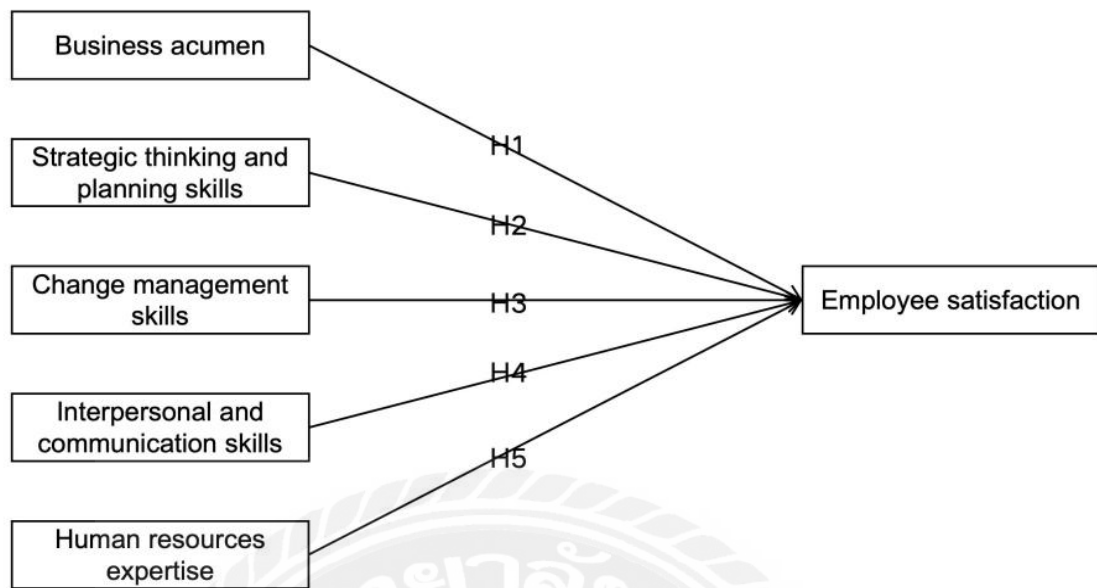 Business acumen
H1
Strategic thinking and
planning skills
H2
Change management
skills
H3
Employee satisfaction
Interpersonal and
communication skills
H4
H5
Human resources
expertise